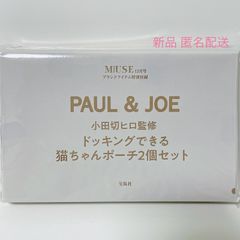 新品 匿名配送
MiUSE 12月号
ブランドアイテム特別付録
PAUL & JOE
小田切ヒロ監修
ドッキングできる
猫ちゃんポーチ2個セット
宝島社